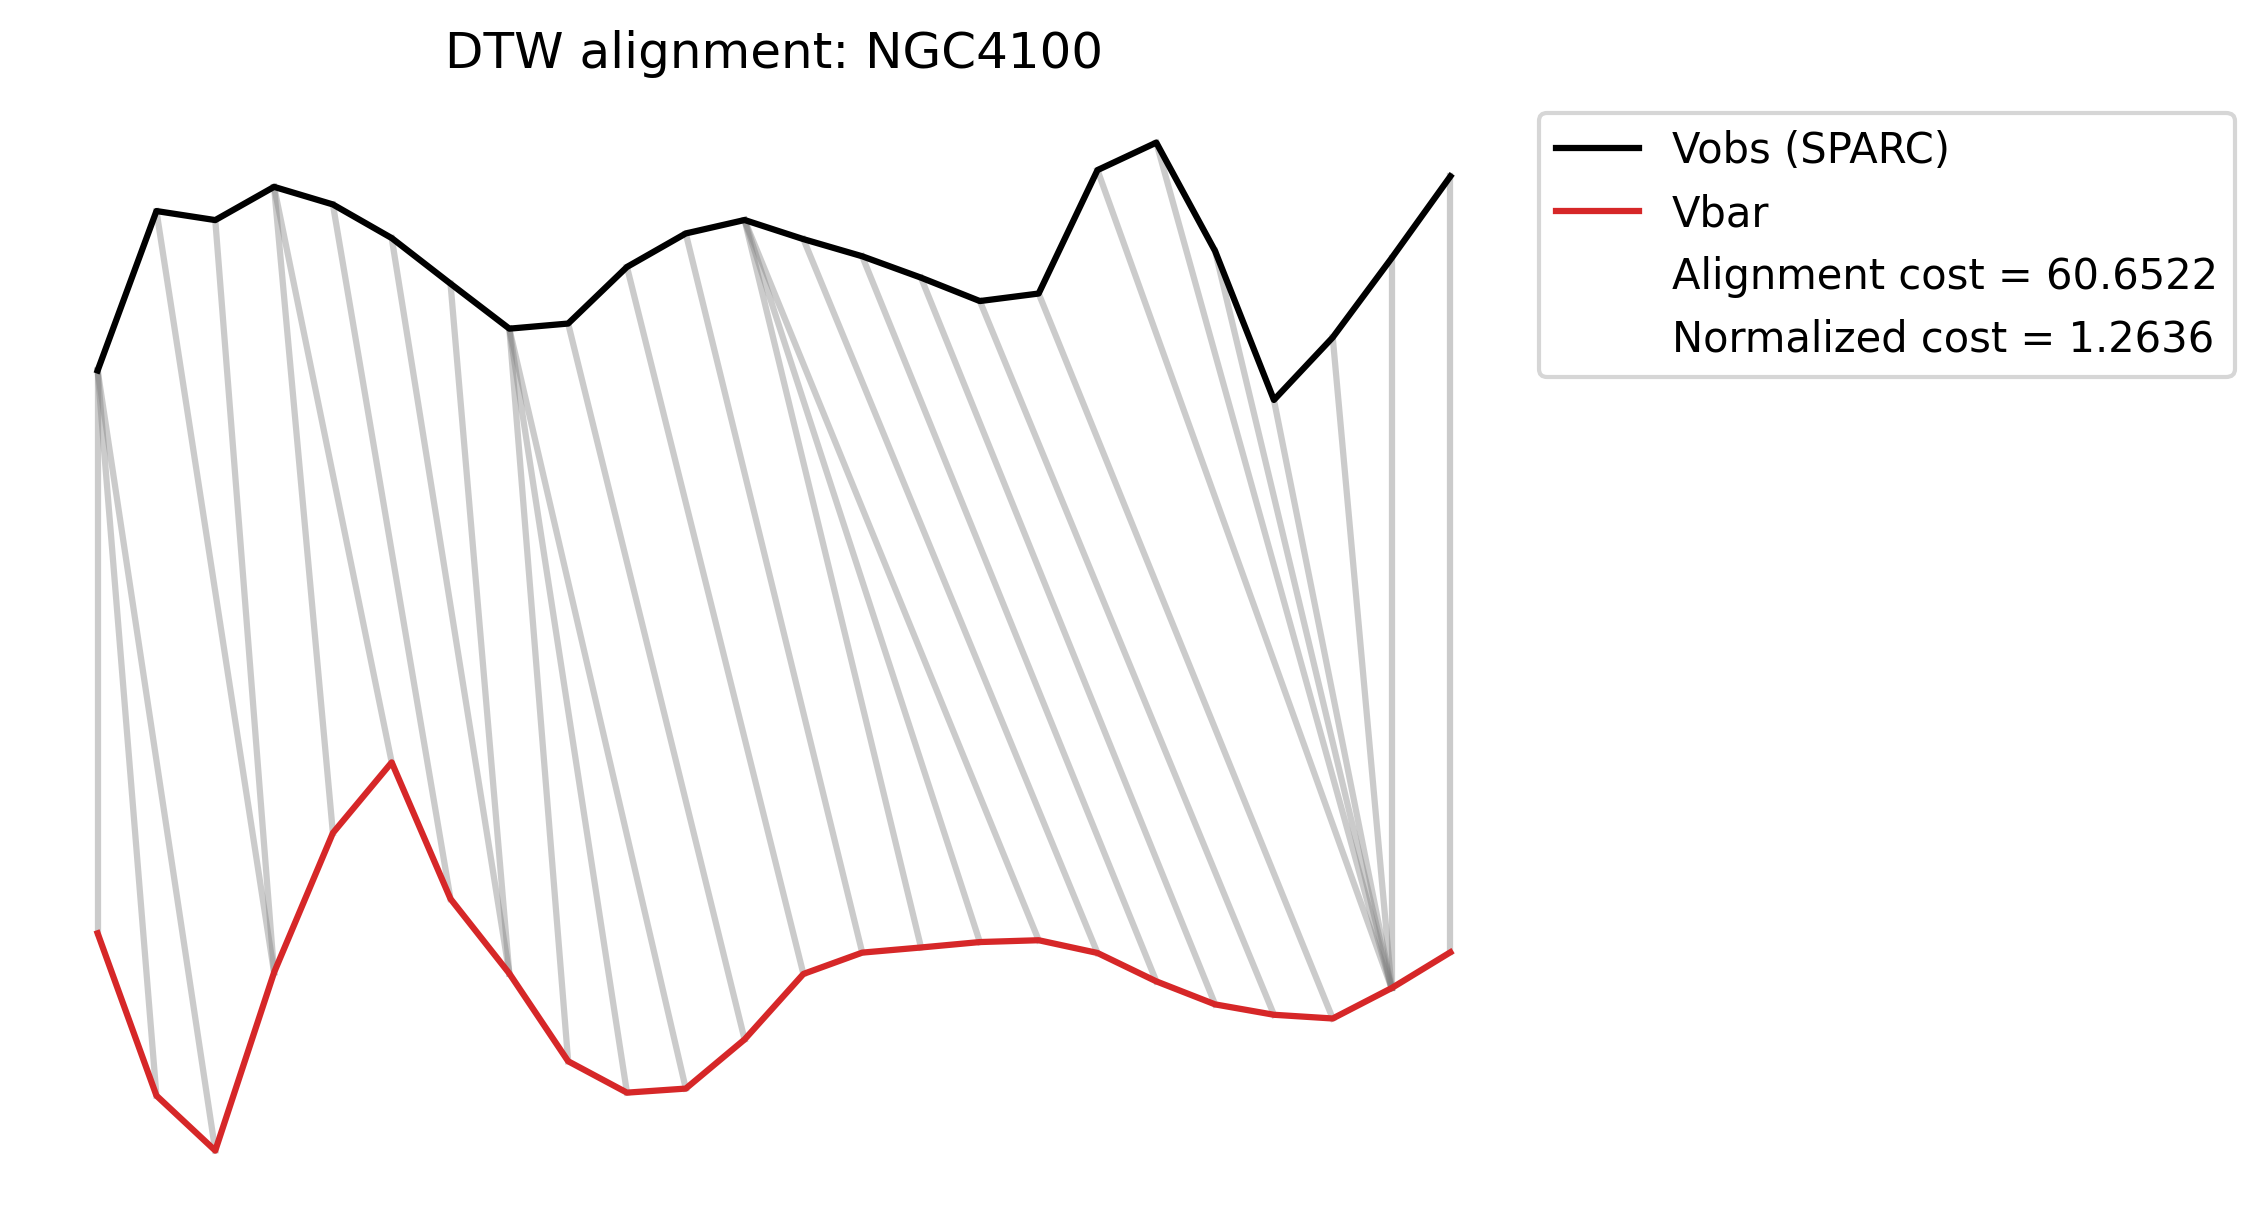 DTW alignment: NGC4100
Vobs (SPARC)
Vbar
Alignment cost = 60.6522
Normalized cost = 1.2636